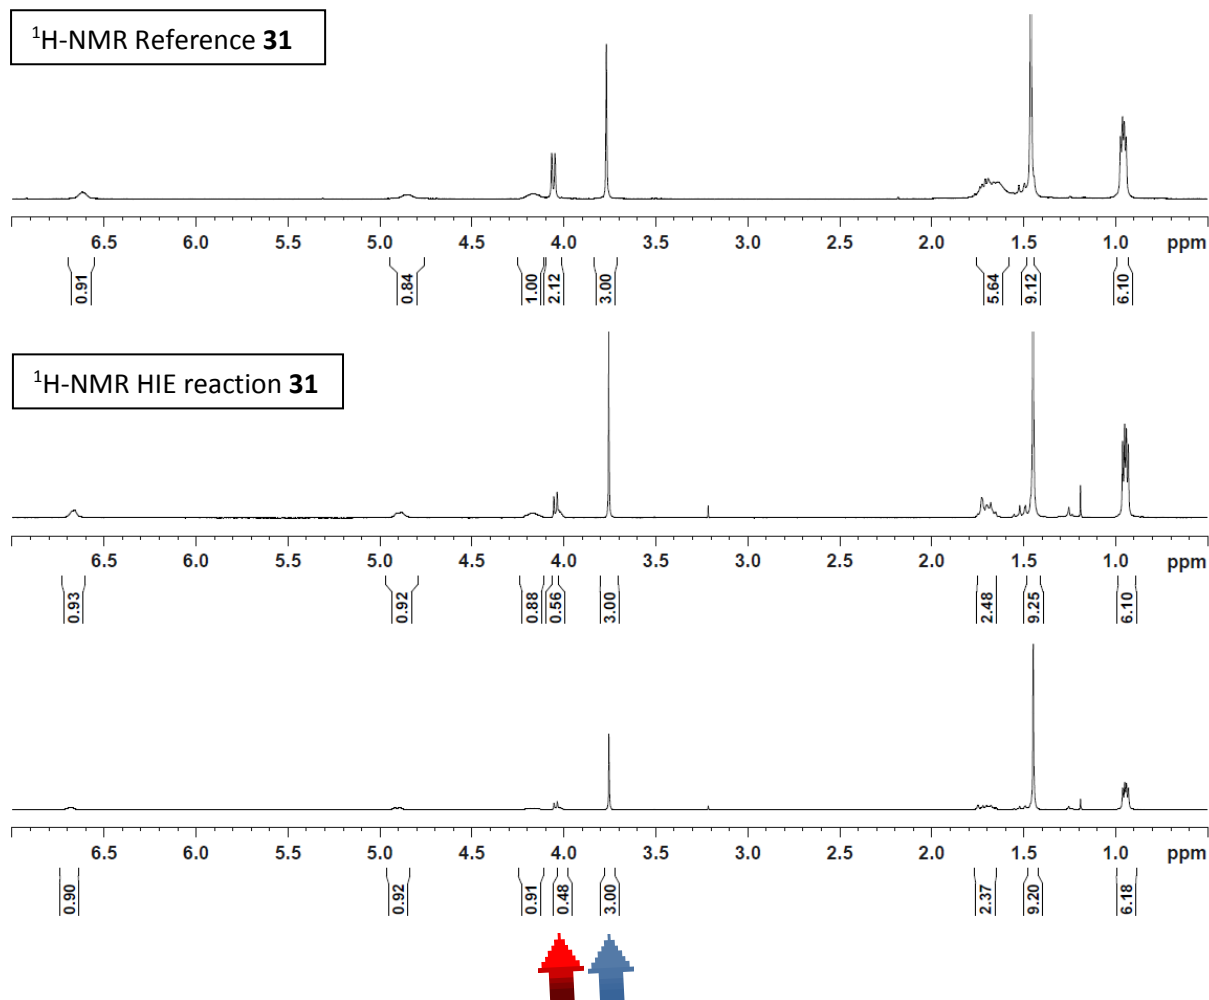 ¹H-NMR Reference 31
6.5 6.0 5.5 5.0 4.5 4.0 3.5 3.0 2.5 2.0 1.5 1.0 ppm
0.91 0.84 1.00 2.12 3.00 5.64 9.12 6.10
¹H-NMR HIE reaction 31
6.5 6.0 5.5 5.0 4.5 4.0 3.5 3.0 2.5 2.0 1.5 1.0 ppm
0.93 0.92 0.88 0.56 3.00 2.48 9.25 6.10
6.5 6.0 5.5 5.0 4.5 4.0 3.5 3.0 2.5 2.0 1.5 1.0 ppm
0.90 0.92 0.91 0.48 3.00 2.37 9.20 6.18